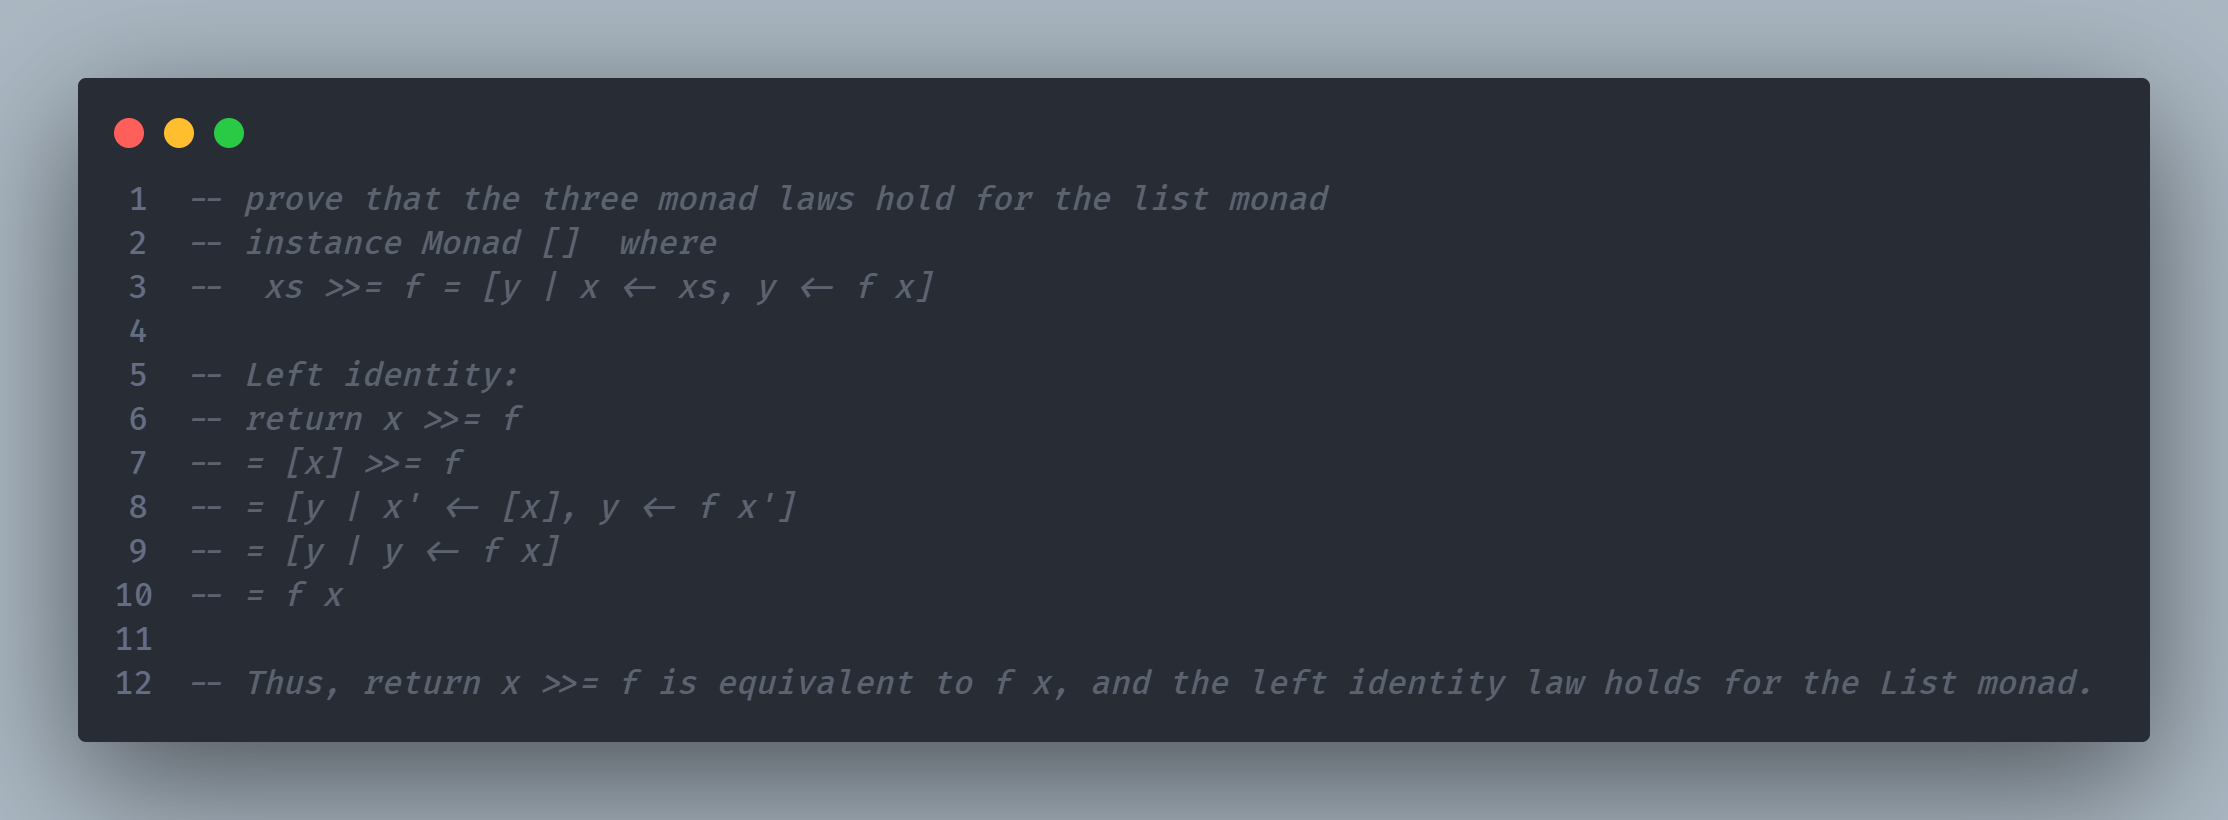 1 -- prove that the three monad laws hold for the list monad
2 -- instance Monad []  where
3 --  xs >>= f = [y | x <- xs, y <- f x]
4
5 -- Left identity:
6 -- return x >>= f
7 -- = [x] >>= f
8 -- = [y | x' <- [x], y <- f x']
9 -- = [y | y <- f x]
10 -- = f x
11
12 -- Thus, return x >>= f is equivalent to f x, and the left identity law holds for the List monad.